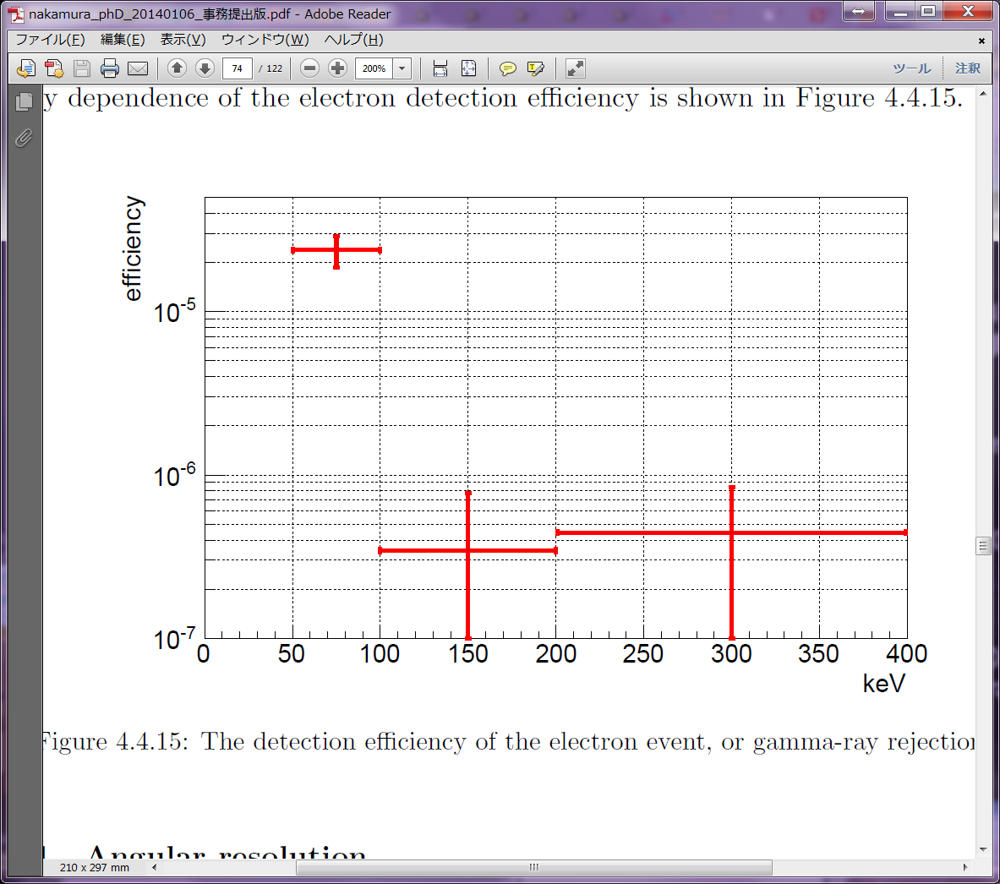 nakamura_phD_20140106_事務提出版.pdf - Adobe Reader
ファイル(F) 編集(E) 表示(V) ウィンドウ(W) ヘルプ(H)
74 / 122 200% ツール 注釈
y dependence of the electron detection efficiency is shown in Figure 4.4.15.
efficiency
10-5
10-6
10-7
0 50 100 150 200 250 300 350 400
keV
Figure 4.4.15: The detection efficiency of the electron event, or gamma-ray rejection
Angular resolution
210 x 297 mm